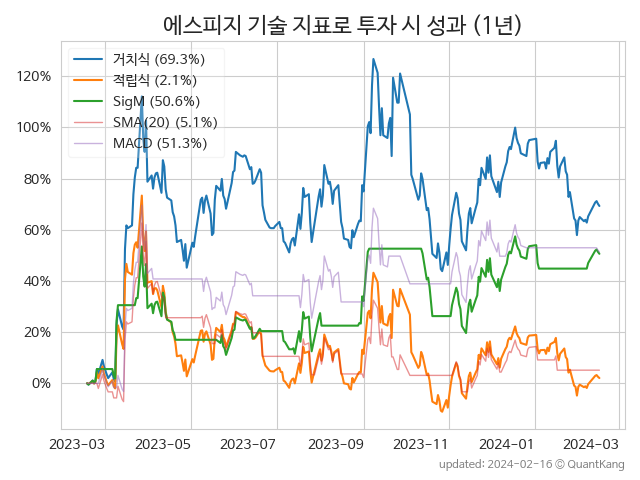 에스피지 기술 지표로 투자 시 성과 (1년)
거치식 (69.3%)
적립식 (2.1%)
SigM (50.6%)
SMA(20) (5.1%)
MACD (51.3%)
120%
100%
80%
60%
40%
20%
0%
2023-03 2023-05 2023-07 2023-09 2023-11 2024-01 2024-03
updated: 2024-02-16 © QuantKang